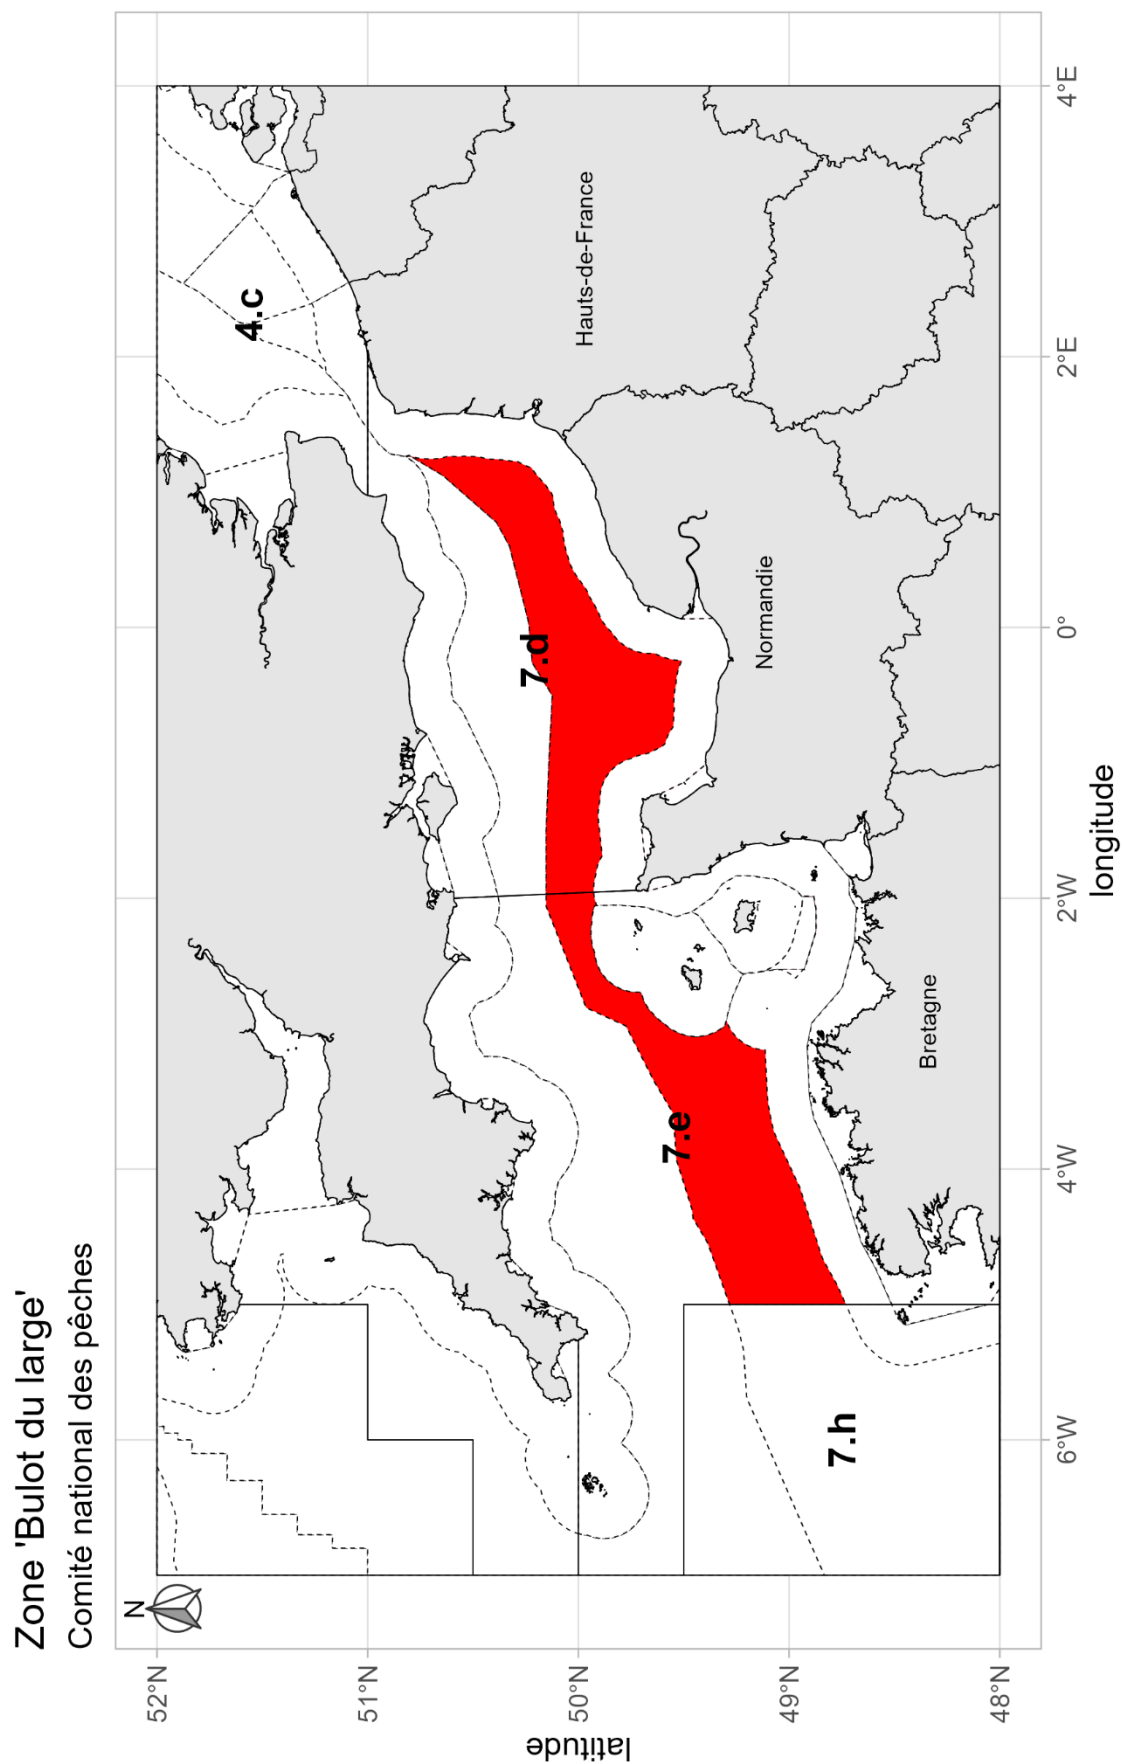 Zone 'Bulot du large'
Comité national des pêches
N
52°N
51°N
50°N
49°N
48°N
latitude
4.c
7.d
7.e
7.h
Hauts-de-France
Normandie
Bretagne
6°W
4°W
2°W
0°
2°E
4°E
longitude